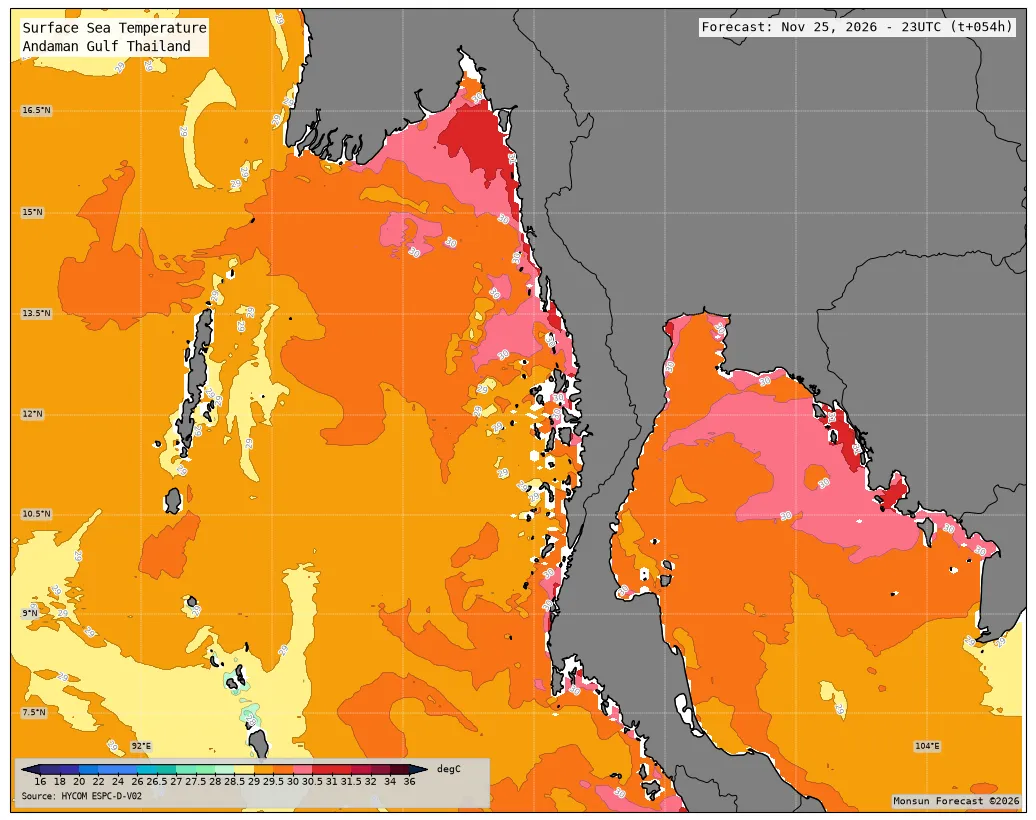 Surface Sea Temperature
Andaman Gulf Thailand
Forecast: Nov 25, 2026 - 23UTC (t+054h)
16.5°N
15°N
13.5°N
12°N
10.5°N
9°N
7.5°N
92°E
104°E
degC
16 18 20 22 24 26 26.5 27 27.5 28 28.5 29 29.5 30 30.5 31 31.5 32 34 36
Source: HYCOM ESPC-D-V02
Monsun Forecast ©2026